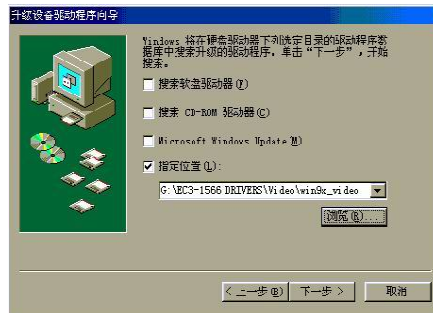 升级设备驱动程序向导
Windows 将在硬盘驱动器下列选定目录的驱动程序数
据库中搜索升级的驱动程序。单击“下一步”，开始
搜索。
搜索软盘驱动器(F)
搜索 CD-ROM 驱动器(C)
Microsoft Windows Update(M)
指定位置(L):
G:\EC3-1566 DRIVERS\Video\win9x_video
浏览(R)...
< 上一步(B)
下一步 >
取消